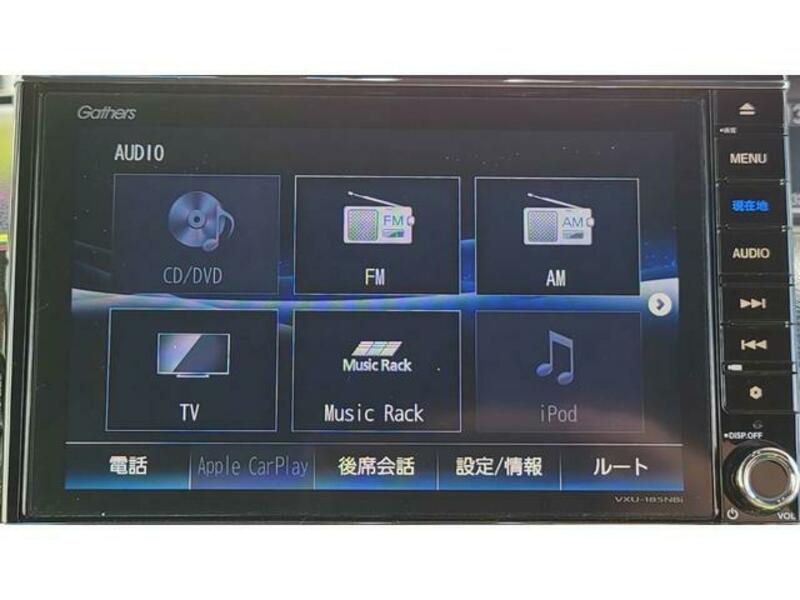 Gathers
AUDIO
CD/DVD
FM
FM
AM
AM
TV
Music Rack
Music Rack
iPod
電話 Apple CarPlay 後席会話 設定/情報 ルート
VXU-185NBi
MENU
現在地
AUDIO
DISP.OFF
VOL